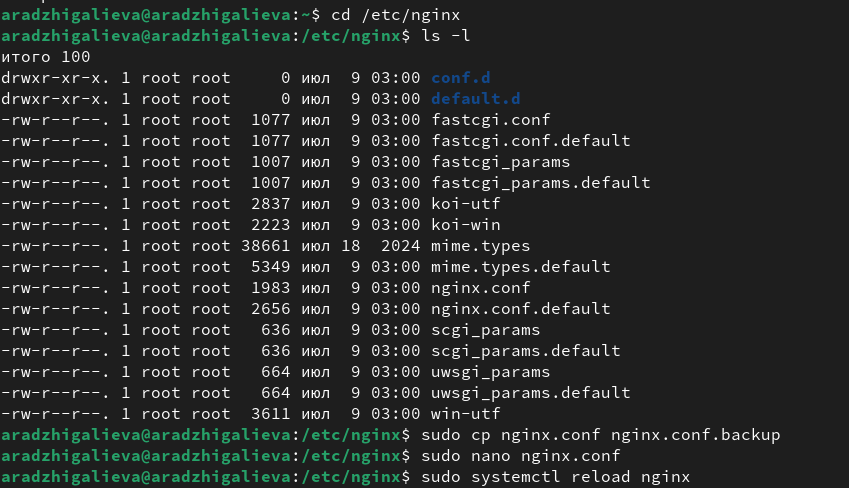 aradzhigalieva@aradzhigalieva:~$ cd /etc/nginx
aradzhigalieva@aradzhigalieva:/etc/nginx$ ls -l
итого 100
drwxr-xr-x. 1 root root     0 июл  9 03:00 conf.d
drwxr-xr-x. 1 root root     0 июл  9 03:00 default.d
-rw-r--r--. 1 root root  1077 июл  9 03:00 fastcgi.conf
-rw-r--r--. 1 root root  1077 июл  9 03:00 fastcgi.conf.default
-rw-r--r--. 1 root root  1007 июл  9 03:00 fastcgi_params
-rw-r--r--. 1 root root  1007 июл  9 03:00 fastcgi_params.default
-rw-r--r--. 1 root root  2837 июл  9 03:00 koi-utf
-rw-r--r--. 1 root root  2223 июл  9 03:00 koi-win
-rw-r--r--. 1 root root 38661 июл 18  2024 mime.types
-rw-r--r--. 1 root root  5349 июл  9 03:00 mime.types.default
-rw-r--r--. 1 root root  1983 июл  9 03:00 nginx.conf
-rw-r--r--. 1 root root  2656 июл  9 03:00 nginx.conf.default
-rw-r--r--. 1 root root   636 июл  9 03:00 scgi_params
-rw-r--r--. 1 root root   636 июл  9 03:00 scgi_params.default
-rw-r--r--. 1 root root   664 июл  9 03:00 uwsgi_params
-rw-r--r--. 1 root root   664 июл  9 03:00 uwsgi_params.default
-rw-r--r--. 1 root root  3611 июл  9 03:00 win-utf
aradzhigalieva@aradzhigalieva:/etc/nginx$ sudo cp nginx.conf nginx.conf.backup
aradzhigalieva@aradzhigalieva:/etc/nginx$ sudo nano nginx.conf
aradzhigalieva@aradzhigalieva:/etc/nginx$ sudo systemctl reload nginx